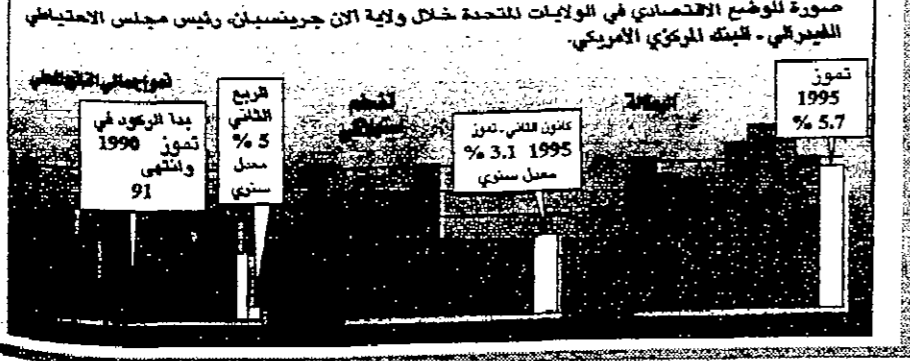 صورة للوضع الاقتصادي في الولايات المتحدة خلال ولاية الان جرينسبان، رئيس مجلس الاحتياطي
الفيدرالي - البنك المركزي الأمريكي.
تموز
1995
5.7 %
البطالة
كانون الثاني - تموز
1995 3.1 %
معدل سنوي
تضخم
الربع
الثاني
5 %
معدل
سنوي
بدا الركود في
تموز 1990
وانتهى
91